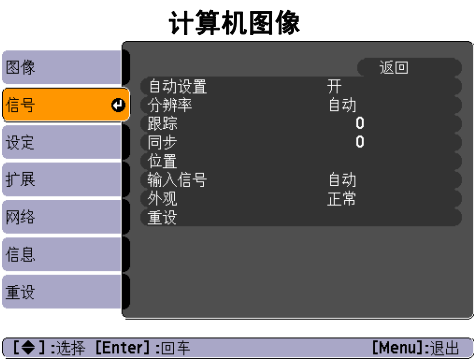 计算机图像
图像
信号
设定
扩展
网络
信息
重设
返回
自动设置 开
分辨率 自动
跟踪 0
同步 0
位置
输入信号 自动
外观 正常
重设
[◆]:选择 [Enter]:回车 [Menu]:退出